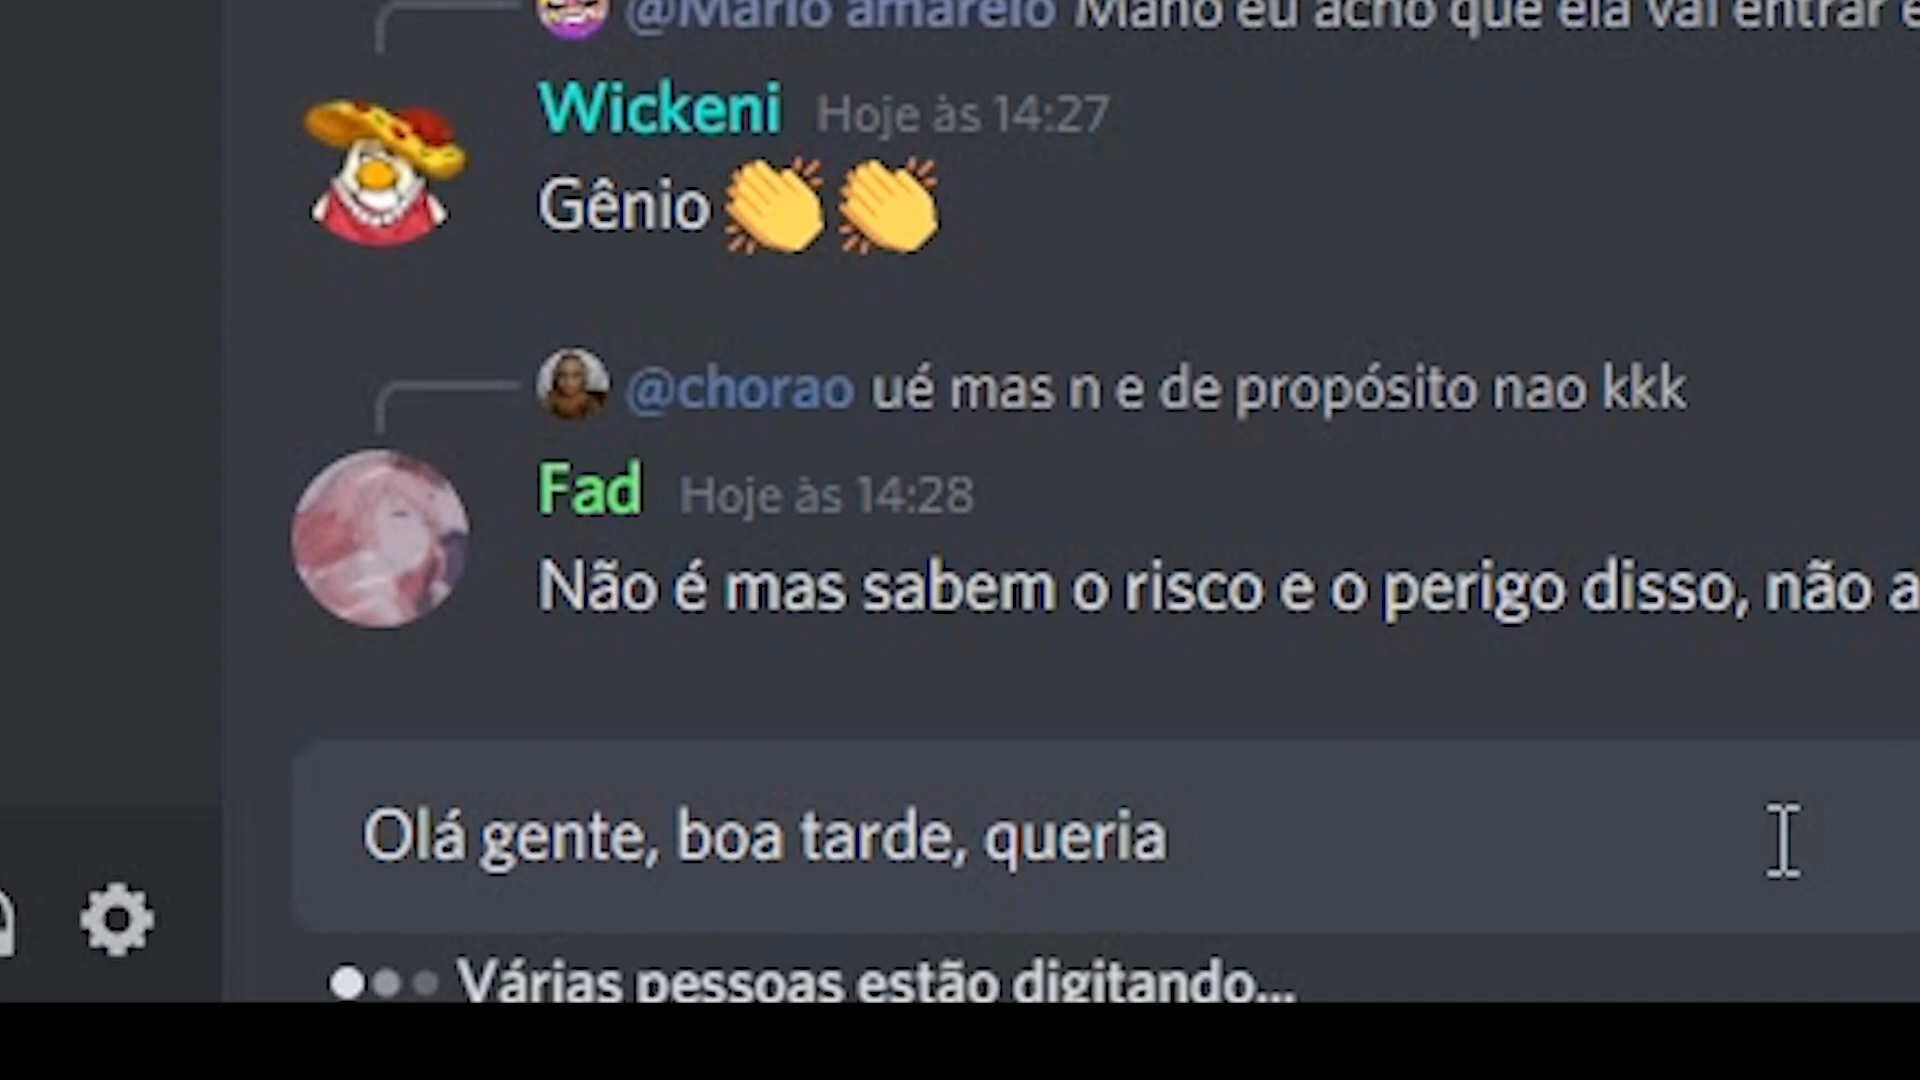 @Mario amarelo Mano eu acho que ela vai entrar e
Wickeni Hoje às 14:27
Gênio 👏👏
@chorao ué mas n e de propósito nao kkk
Fad Hoje às 14:28
Não é mas sabem o risco e o perigo disso, não a
Olá gente, boa tarde, queria
Várias pessoas estão digitando...